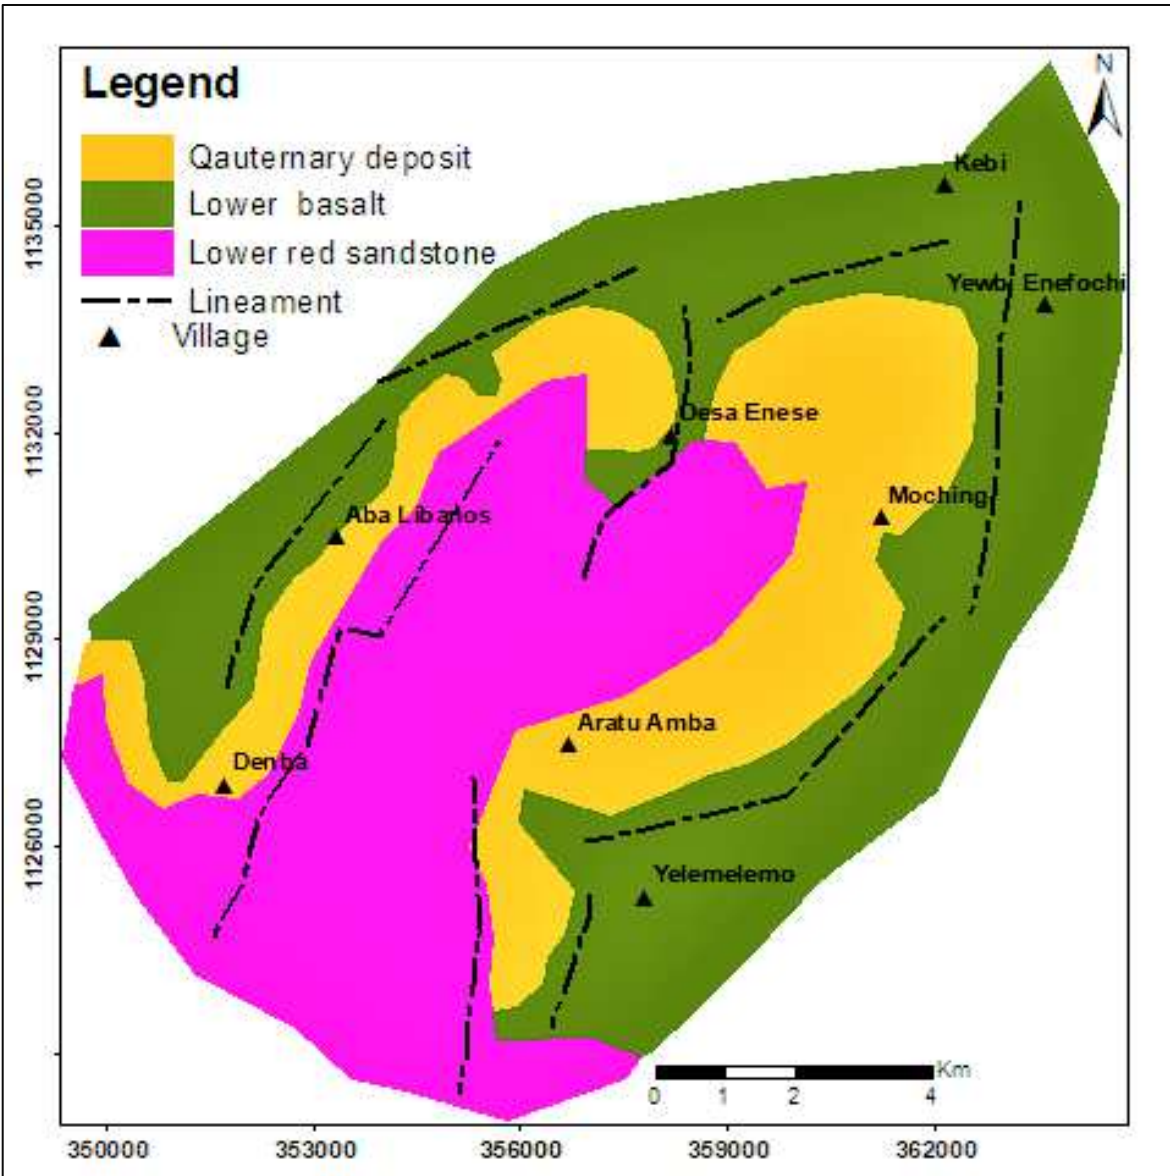 Legend
N
Qauternary deposit
Lower basalt
Lower red sandstone
Lineament
Village
Kebi
Yewbi Enefochi
Desa Enese
Moching
Aba Libanos
Aratu Amba
Denba
Yelemelemo
Km
0 1 2 4
1135000
1132000
1129000
1126000
350000 353000 356000 359000 362000